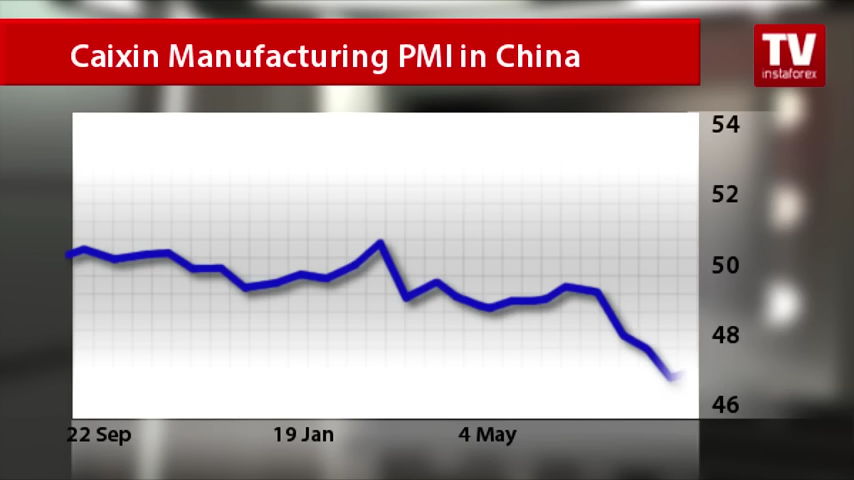 Caixin Manufacturing PMI in China
TV
instaforex
54
52
50
48
46
22 Sep
19 Jan
4 May